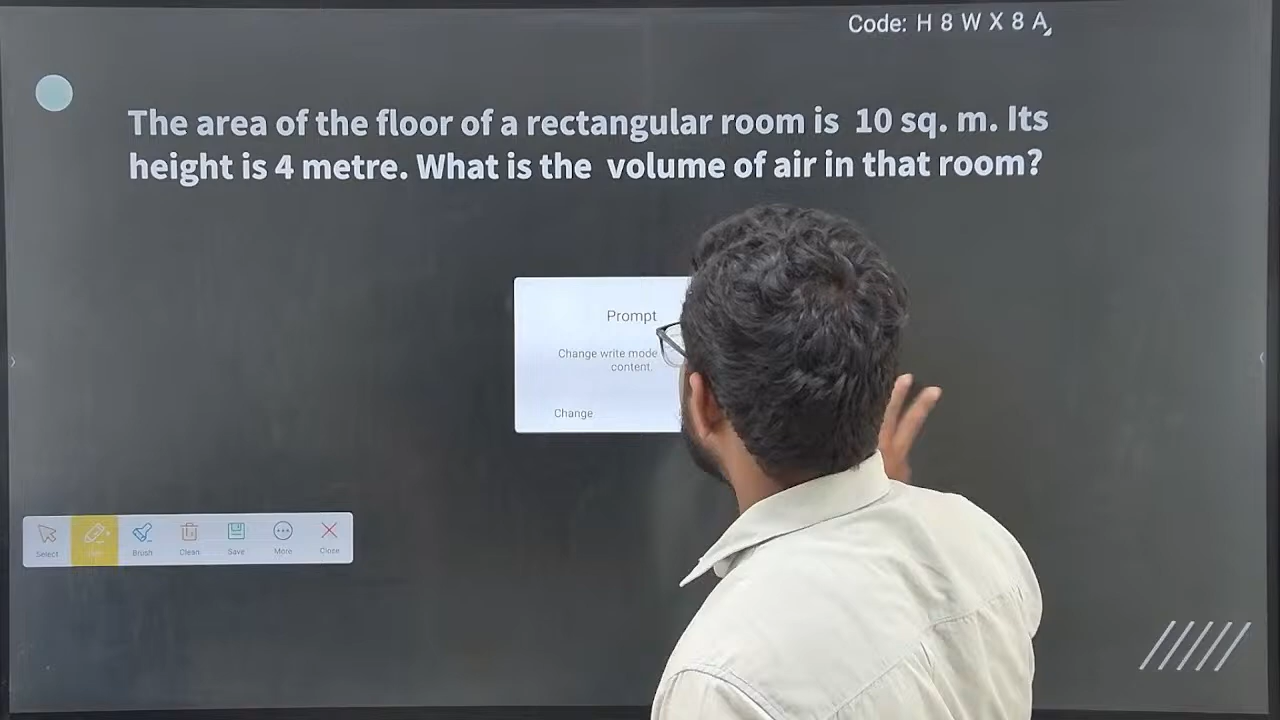 Code: H 8 W X 8 A
The area of the floor of a rectangular room is 10 sq. m. Its
height is 4 metre. What is the volume of air in that room?
Prompt
Change write mode
content.
Change
Select
Brush
Clean
Save
More
Close